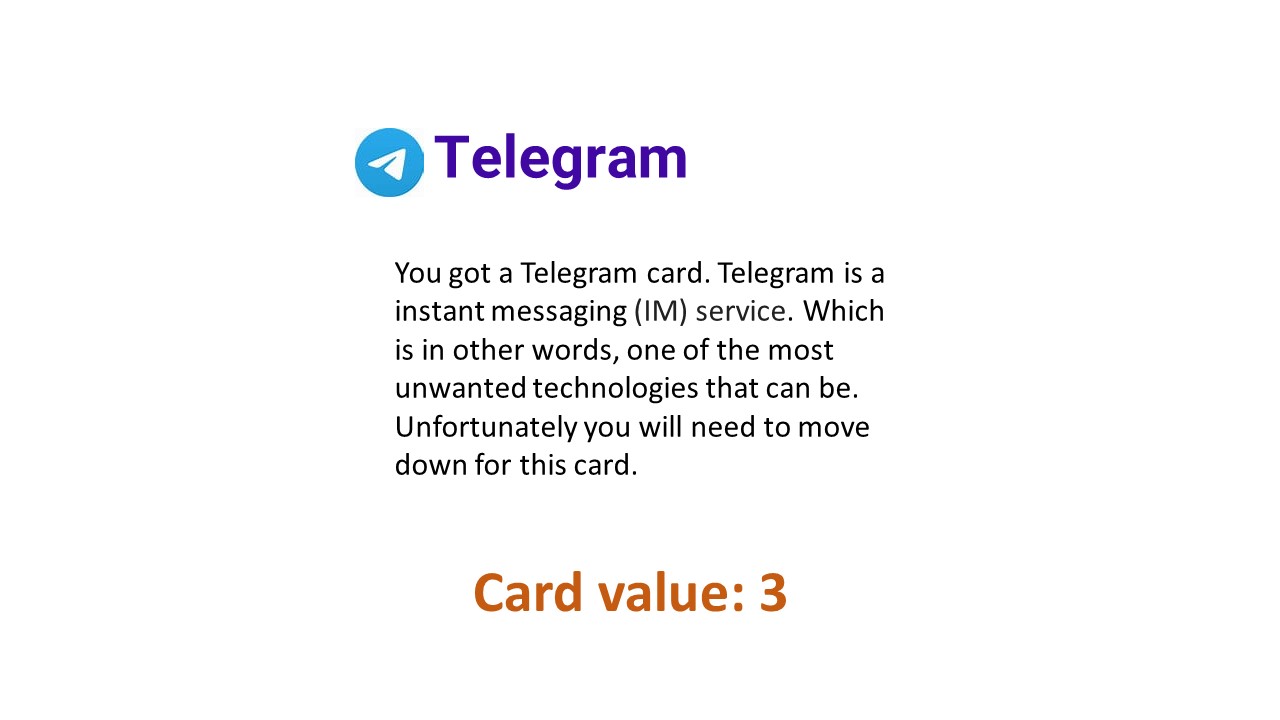 Telegram
You got a Telegram card. Telegram is a
instant messaging (IM) service. Which
is in other words, one of the most
unwanted technologies that can be.
Unfortunately you will need to move
down for this card.
Card value: 3